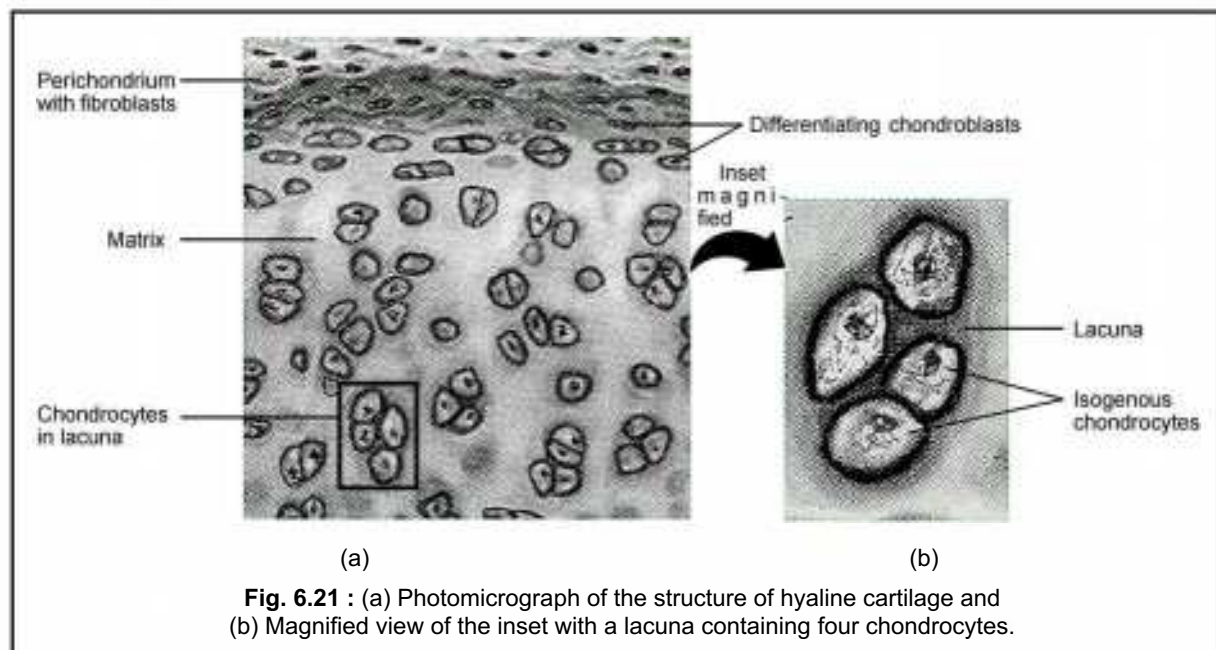 Perichondrium
with fibroblasts
Differentiating chondroblasts
Inset
m a g n i
fied
Matrix
Lacuna
Chondrocytes
in lacuna
Isogenous
chondrocytes
(a)
(b)
Fig. 6.21 : (a) Photomicrograph of the structure of hyaline cartilage and
(b) Magnified view of the inset with a lacuna containing four chondrocytes.